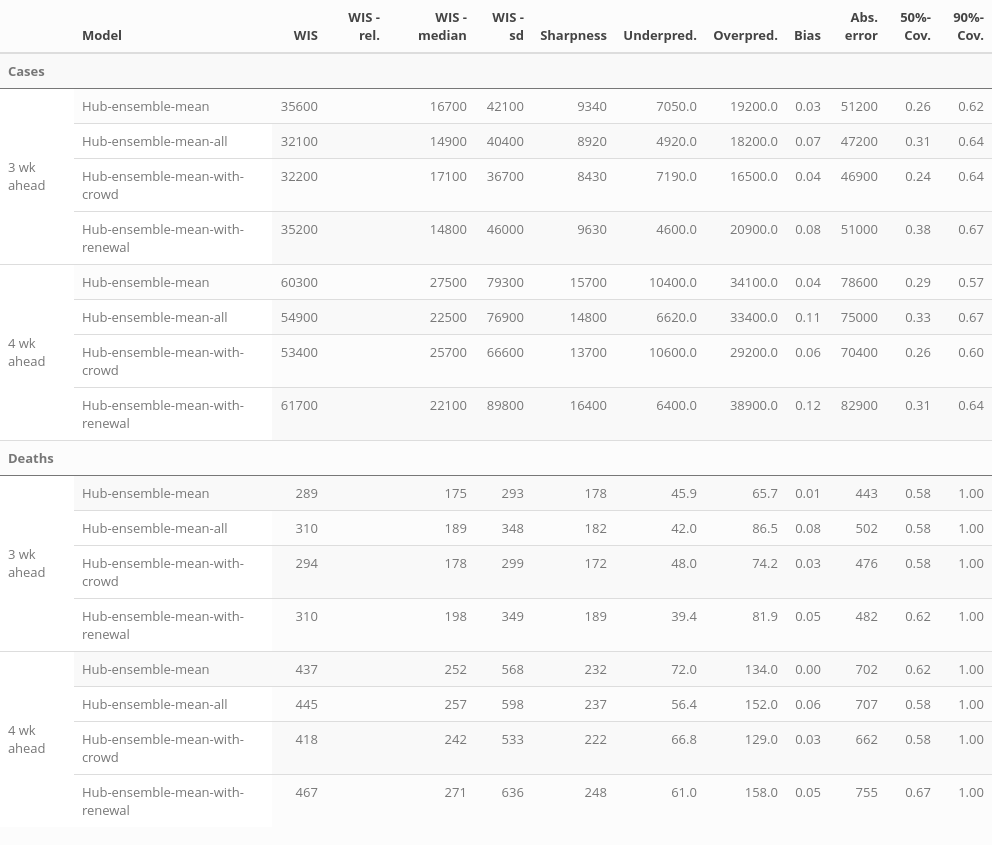 Model WIS WIS - rel. WIS - median WIS - sd Sharpness Underpred. Overpred. Bias Abs. error 50%- Cov. 90%- Cov.
Cases
3 wk ahead
Hub-ensemble-mean 35600 16700 42100 9340 7050.0 19200.0 0.03 51200 0.26 0.62
Hub-ensemble-mean-all 32100 14900 40400 8920 4920.0 18200.0 0.07 47200 0.31 0.64
Hub-ensemble-mean-with-crowd 32200 17100 36700 8430 7190.0 16500.0 0.04 46900 0.24 0.64
Hub-ensemble-mean-with-renewal 35200 14800 46000 9630 4600.0 20900.0 0.08 51000 0.38 0.67
4 wk ahead
Hub-ensemble-mean 60300 27500 79300 15700 10400.0 34100.0 0.04 78600 0.29 0.57
Hub-ensemble-mean-all 54900 22500 76900 14800 6620.0 33400.0 0.11 75000 0.33 0.67
Hub-ensemble-mean-with-crowd 53400 25700 66600 13700 10600.0 29200.0 0.06 70400 0.26 0.60
Hub-ensemble-mean-with-renewal 61700 22100 89800 16400 6400.0 38900.0 0.12 82900 0.31 0.64
Deaths
3 wk ahead
Hub-ensemble-mean 289 175 293 178 45.9 65.7 0.01 443 0.58 1.00
Hub-ensemble-mean-all 310 189 348 182 42.0 86.5 0.08 502 0.58 1.00
Hub-ensemble-mean-with-crowd 294 178 299 172 48.0 74.2 0.03 476 0.58 1.00
Hub-ensemble-mean-with-renewal 310 198 349 189 39.4 81.9 0.05 482 0.62 1.00
4 wk ahead
Hub-ensemble-mean 437 252 568 232 72.0 134.0 0.00 702 0.62 1.00
Hub-ensemble-mean-all 445 257 598 237 56.4 152.0 0.06 707 0.58 1.00
Hub-ensemble-mean-with-crowd 418 242 533 222 66.8 129.0 0.03 662 0.58 1.00
Hub-ensemble-mean-with-renewal 467 271 636 248 61.0 158.0 0.05 755 0.67 1.00